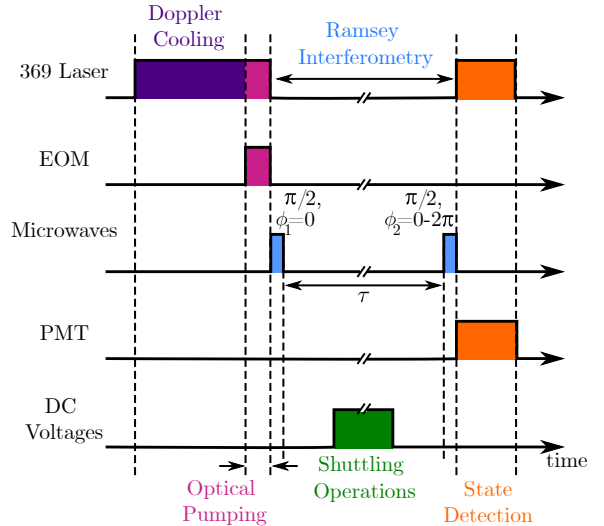 Doppler
Cooling
Ramsey
Interferometry
369 Laser
EOM
π/2,
ϕ₁=0
π/2,
ϕ₂=0-2π
Microwaves
τ
PMT
DC
Voltages
time
Optical
Pumping
Shuttling
Operations
State
Detection